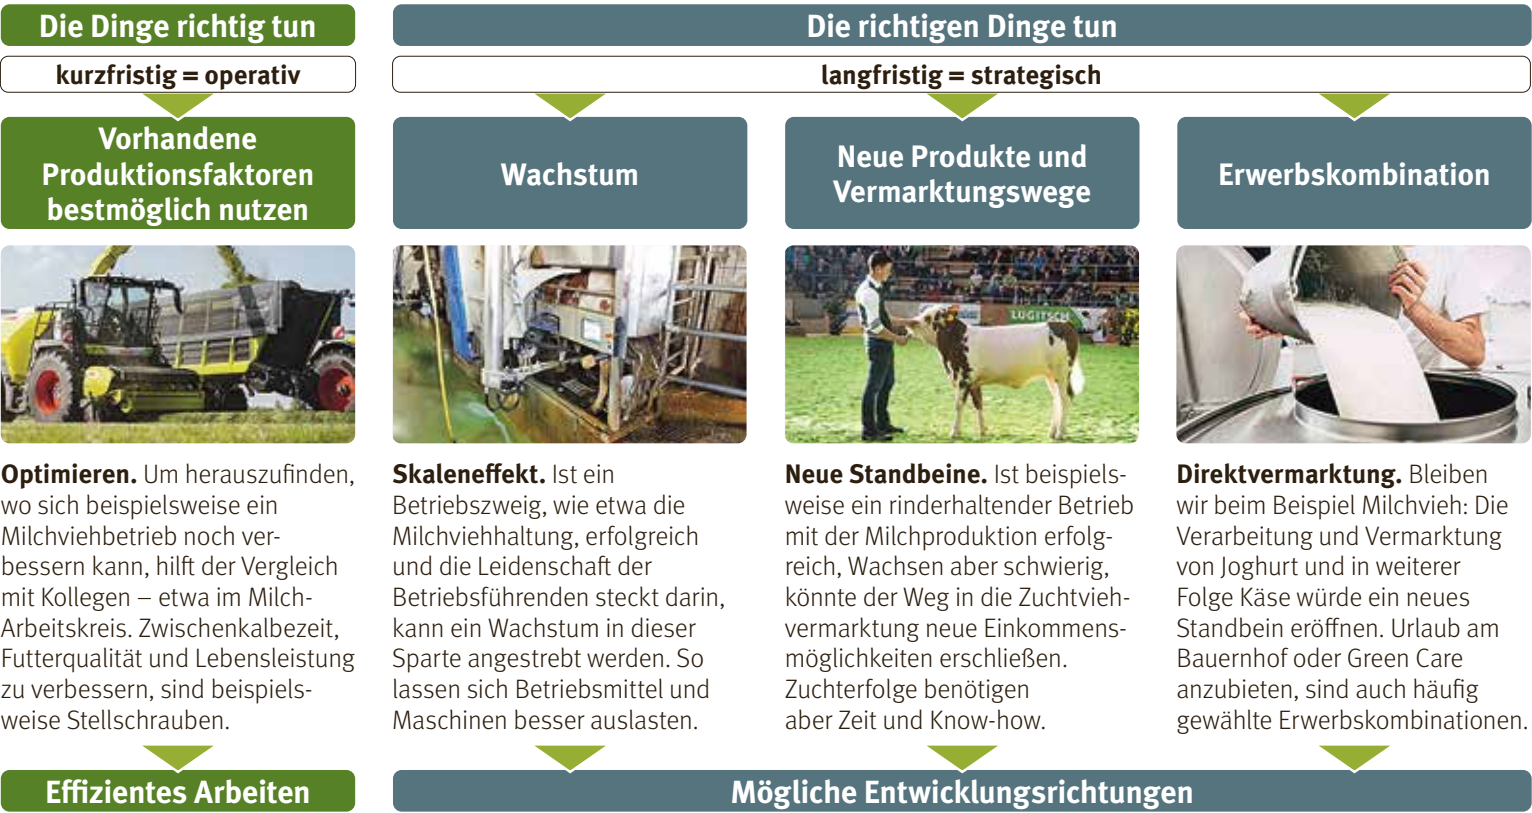 Die Dinge richtig tun
Die richtigen Dinge tun
kurzfristig = operativ
langfristig = strategisch
Vorhandene
Produktionsfaktoren
bestmöglich nutzen
Wachstum
Neue Produkte und
Vermarktungswege
Erwerbskombination
LUGITSCH
Optimieren. Um herauszufinden,
wo sich beispielsweise ein
Milchviehbetrieb noch ver-
bessern kann, hilft der Vergleich
mit Kollegen – etwa im Milch-
Arbeitskreis. Zwischenkalbezeit,
Futterqualität und Lebensleistung
zu verbessern, sind beispiels-
weise Stellschrauben.
Skaleneffekt. Ist ein
Betriebszweig, wie etwa die
Milchviehhaltung, erfolgreich
und die Leidenschaft der
Betriebsführenden steckt darin,
kann ein Wachstum in dieser
Sparte angestrebt werden. So
lassen sich Betriebsmittel und
Maschinen besser auslasten.
Neue Standbeine. Ist beispiels-
weise ein rinderhaltender Betrieb
mit der Milchproduktion erfolg-
reich, Wachsen aber schwierig,
könnte der Weg in die Zuchtvieh-
vermarktung neue Einkommens-
möglichkeiten erschließen.
Zuchterfolge benötigen
aber Zeit und Know-how.
Direktvermarktung. Bleiben
wir beim Beispiel Milchvieh: Die
Verarbeitung und Vermarktung
von Joghurt und in weiterer
Folge Käse würde ein neues
Standbein eröffnen. Urlaub am
Bauernhof oder Green Care
anzubieten, sind auch häufig
gewählte Erwerbskombinationen.
Effizientes Arbeiten
Mögliche Entwicklungsrichtungen